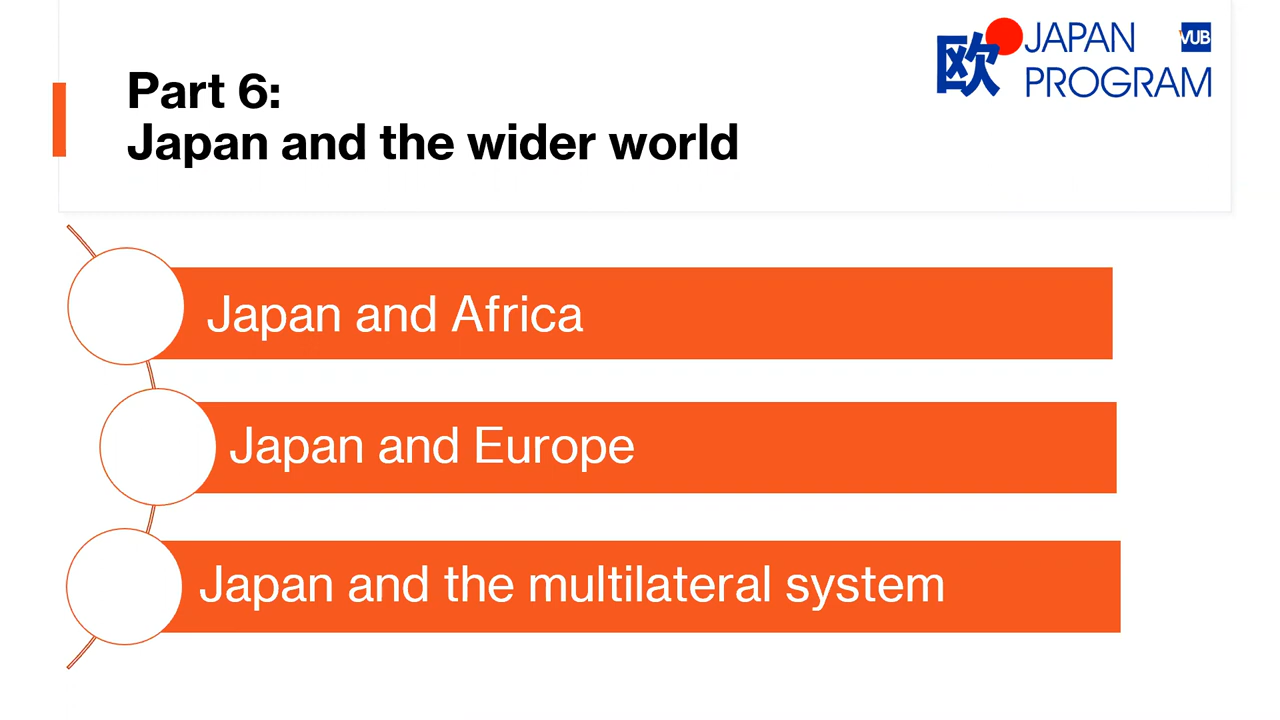 Part 6:
Japan and the wider world
欧 JAPAN VUB
PROGRAM
Japan and Africa
Japan and Europe
Japan and the multilateral system